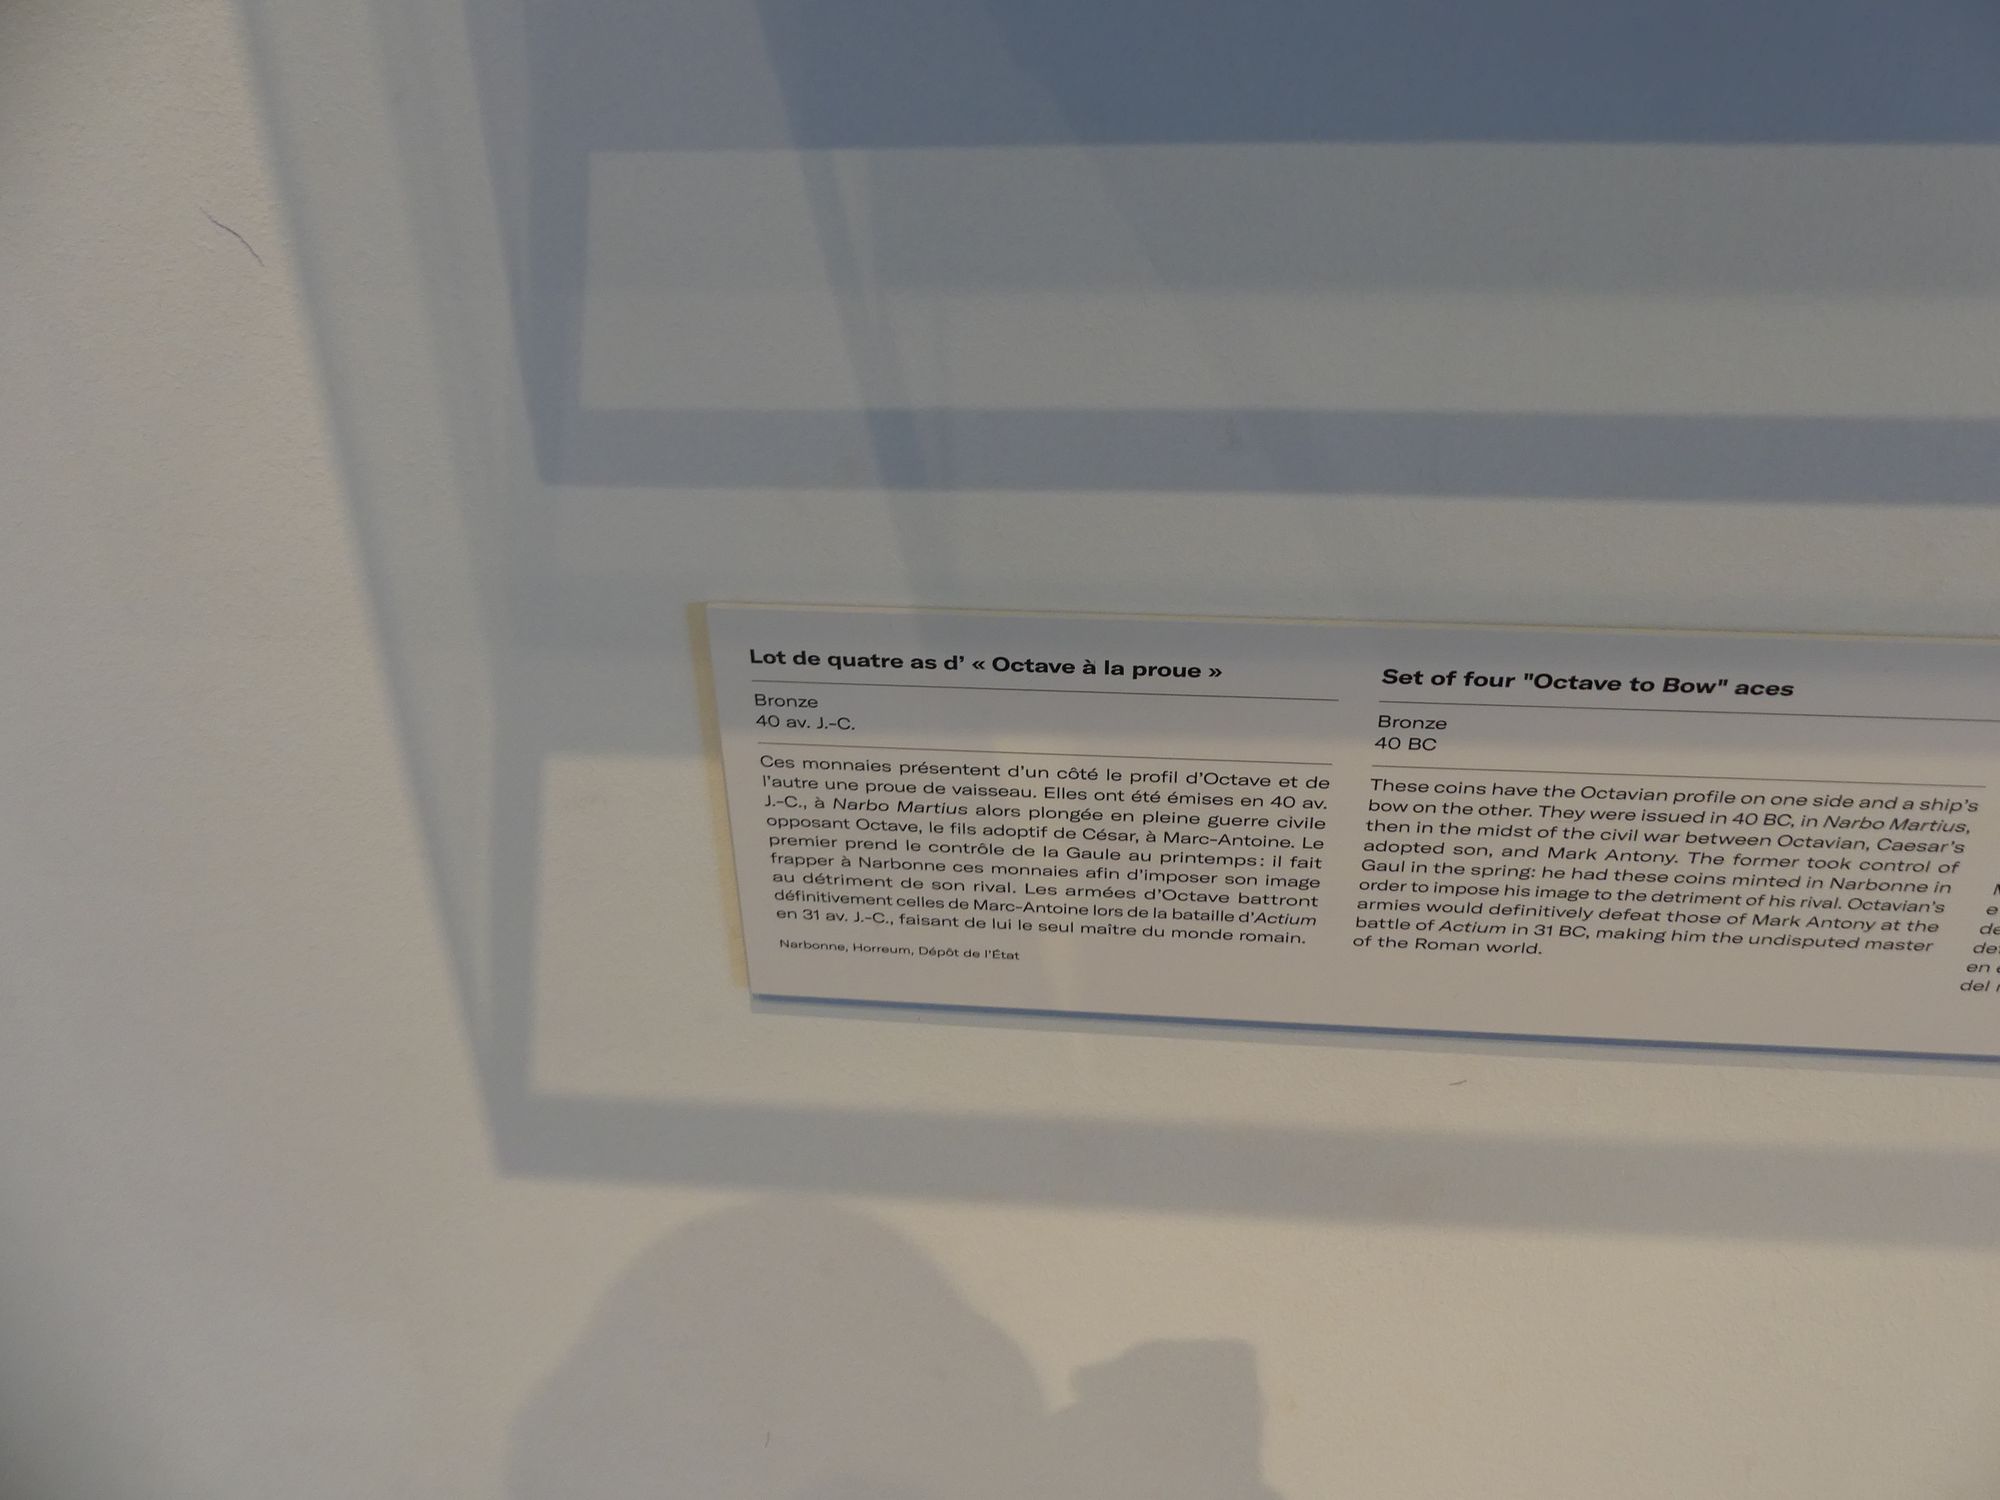 Lot de quatre as d' « Octave à la proue »
Bronze
40 av. J.-C.
Ces monnaies présentent d'un côté le profil d'Octave et de
l'autre une proue de vaisseau. Elles ont été émises en 40 av.
J.-C., à Narbo Martius alors plongée en pleine guerre civile
opposant Octave, le fils adoptif de César, à Marc-Antoine. Le
premier prend le contrôle de la Gaule au printemps : il fait
frapper à Narbonne ces monnaies afin d'imposer son image
au détriment de son rival. Les armées d'Octave battront
définitivement celles de Marc-Antoine lors de la bataille d'Actium
en 31 av. J.-C., faisant de lui le seul maître du monde romain.
Narbonne, Horreum, Dépôt de l'État
Set of four "Octave to Bow" aces
Bronze
40 BC
These coins have the Octavian profile on one side and a ship's
bow on the other. They were issued in 40 BC, in Narbo Martius,
then in the midst of the civil war between Octavian, Caesar's
adopted son, and Mark Antony. The former took control of
Gaul in the spring: he had these coins minted in Narbonne in
order to impose his image to the detriment of his rival. Octavian's
armies would definitively defeat those of Mark Antony at the
battle of Actium in 31 BC, making him the undisputed master
of the Roman world.
en
del